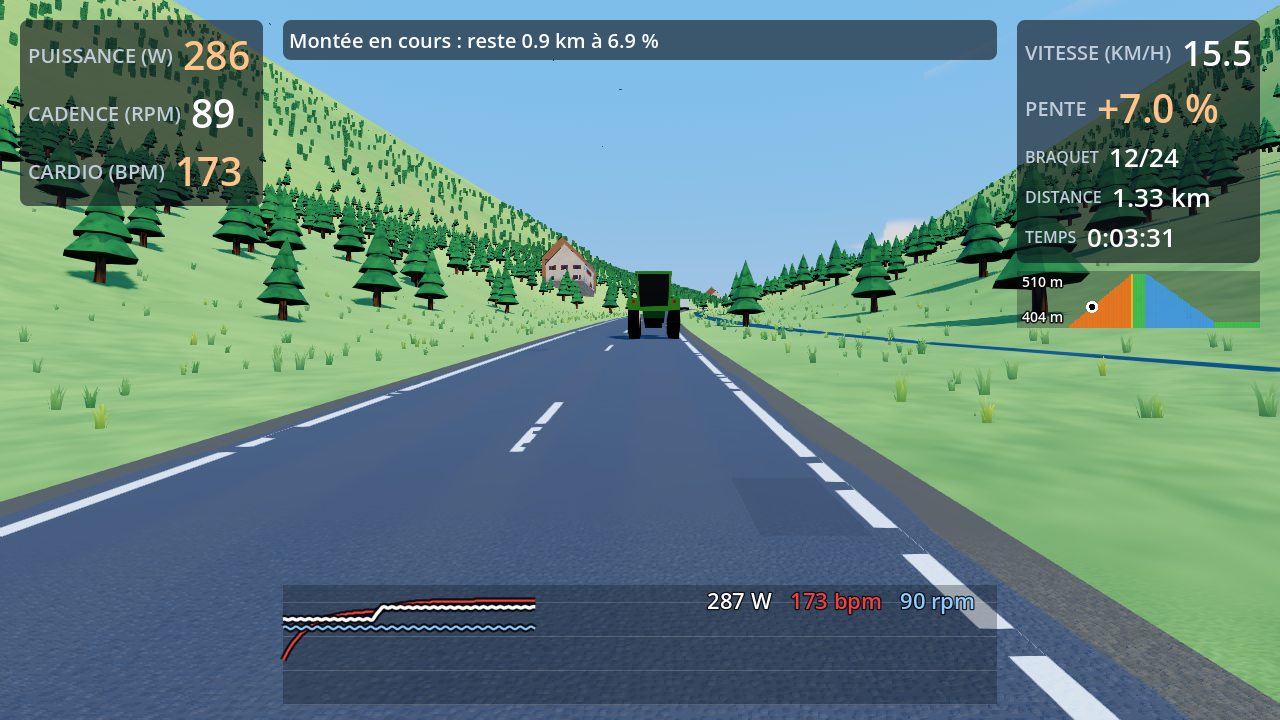 PUISSANCE (W) 286
CADENCE (RPM) 89
CARDIO (BPM) 173
Montée en cours : reste 0.9 km à 6.9 %
VITESSE (KM/H) 15.5
PENTE +7.0 %
BRAQUET 12/24
DISTANCE 1.33 km
TEMPS 0:03:31
510 m
404 m
287 W 173 bpm 90 rpm